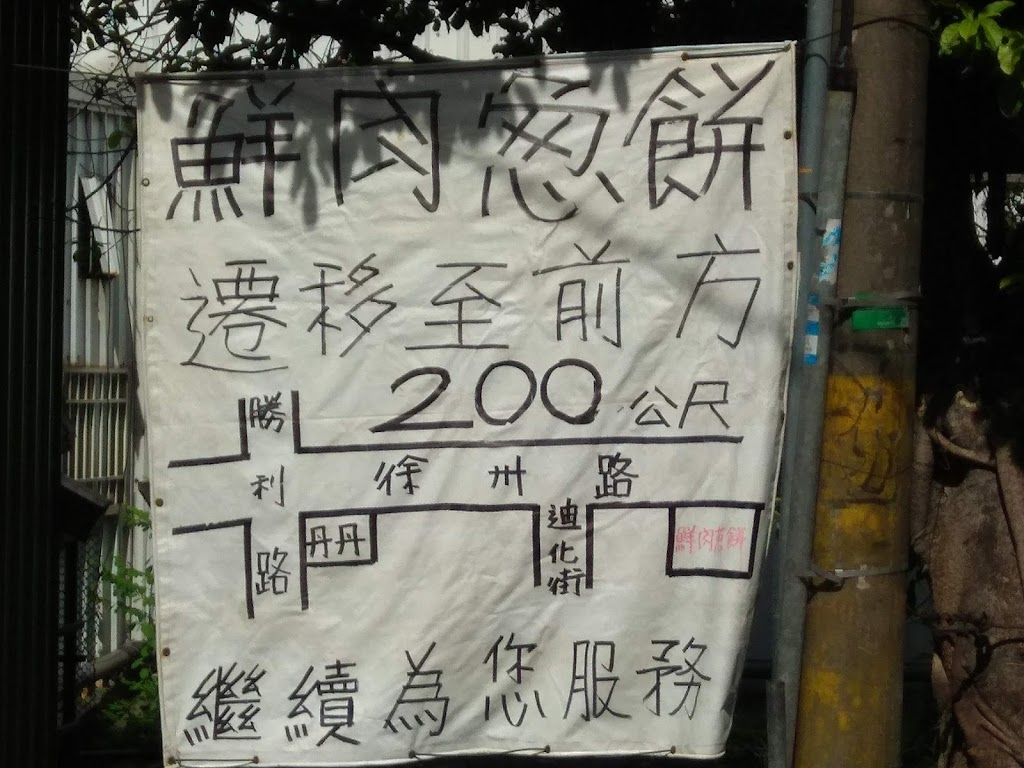 鮮肉葱餅
遷移至前方
200公尺
勝利路
徐州路
丹丹
迪化街
鮮肉蔥餅
繼續為您服務